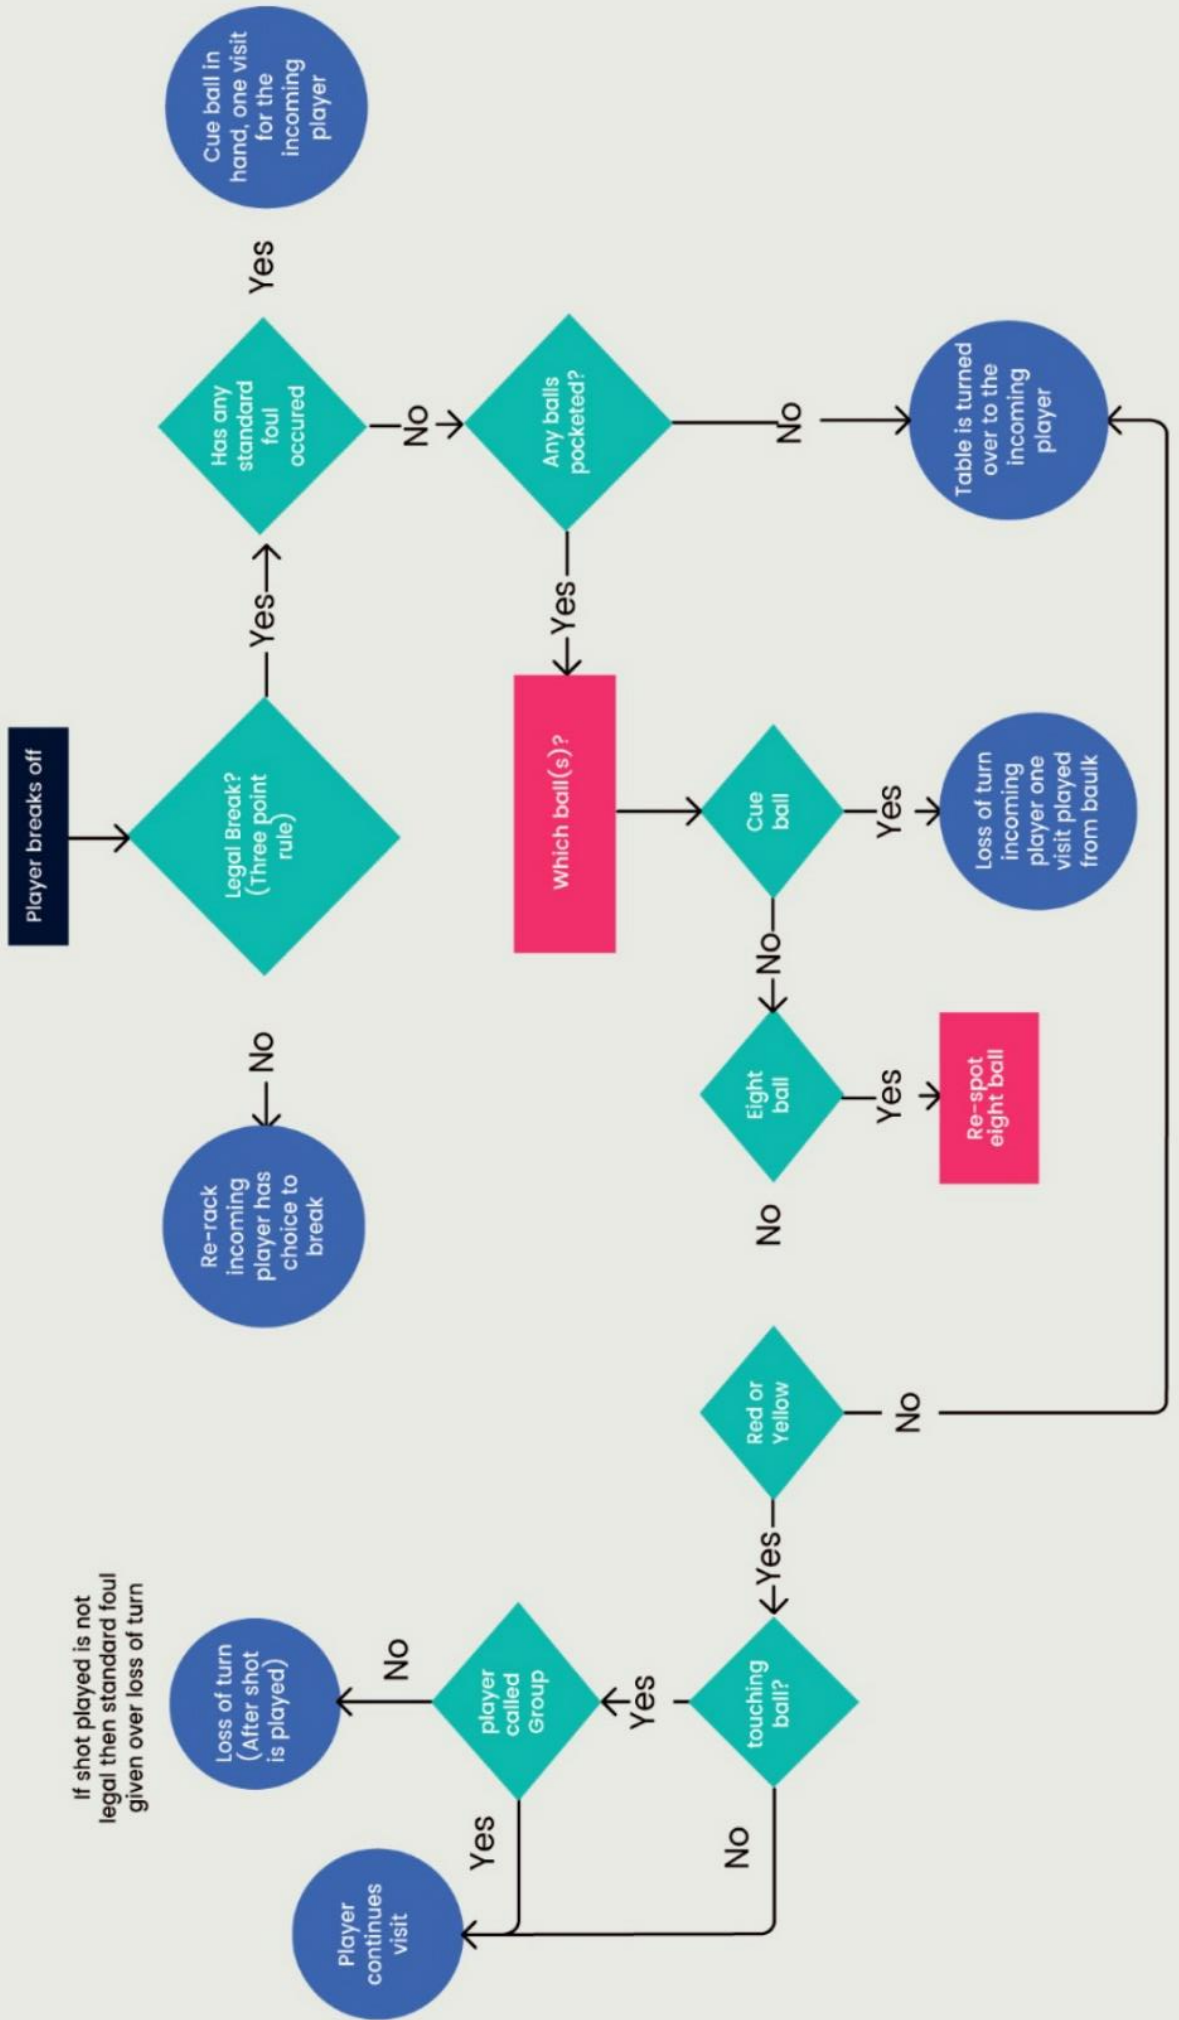 Player breaks off
If shot played is not
legal then standard foul
given over loss of turn
Loss of turn
(After shot
is played)
Re-rack
incoming
player has
choice to
break
No
Legal Break?
(Three point
rule)
Yes
Has any
standard
foul
occured
Yes
Cue ball in
hand, one visit
for the
incoming
player
Player
continues
visit
No
No
Yes
player
called
Group
Which ball(s)?
Yes
Any balls
pocketed?
Yes
No
touching
ball?
Yes
Red or
Yellow
No
Eight
ball
No
Cue
ball
No
No
Yes
Yes
Re-spot
eight ball
Loss of turn
incoming
player one
visit played
from baulk
Table is turned
over to the
incoming
player